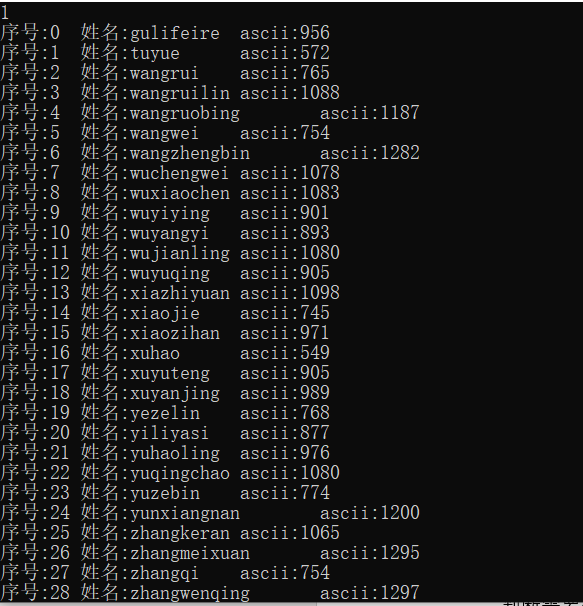 1
序号:0 姓名:gulifeire ascii:956
序号:1 姓名:tuyue ascii:572
序号:2 姓名:wangrui ascii:765
序号:3 姓名:wangruilin ascii:1088
序号:4 姓名:wangruobing ascii:1187
序号:5 姓名:wangwei ascii:754
序号:6 姓名:wangzhengbin ascii:1282
序号:7 姓名:wuchengwei ascii:1078
序号:8 姓名:wuxiaochen ascii:1083
序号:9 姓名:wuyiying ascii:901
序号:10 姓名:wuyangyi ascii:893
序号:11 姓名:wujianling ascii:1080
序号:12 姓名:wuyuqing ascii:905
序号:13 姓名:xiazhiyuan ascii:1098
序号:14 姓名:xiaojie ascii:745
序号:15 姓名:xiaozihan ascii:971
序号:16 姓名:xuhao ascii:549
序号:17 姓名:xuyuteng ascii:905
序号:18 姓名:xuyanjing ascii:989
序号:19 姓名:yezelin ascii:768
序号:20 姓名:yiliyasi ascii:877
序号:21 姓名:yuhaoling ascii:976
序号:22 姓名:yuqingchao ascii:1080
序号:23 姓名:yuzebin ascii:774
序号:24 姓名:yunxiangnan ascii:1200
序号:25 姓名:zhangkeran ascii:1065
序号:26 姓名:zhangmeixuan ascii:1295
序号:27 姓名:zhangqi ascii:754
序号:28 姓名:zhangwenqing ascii:1297